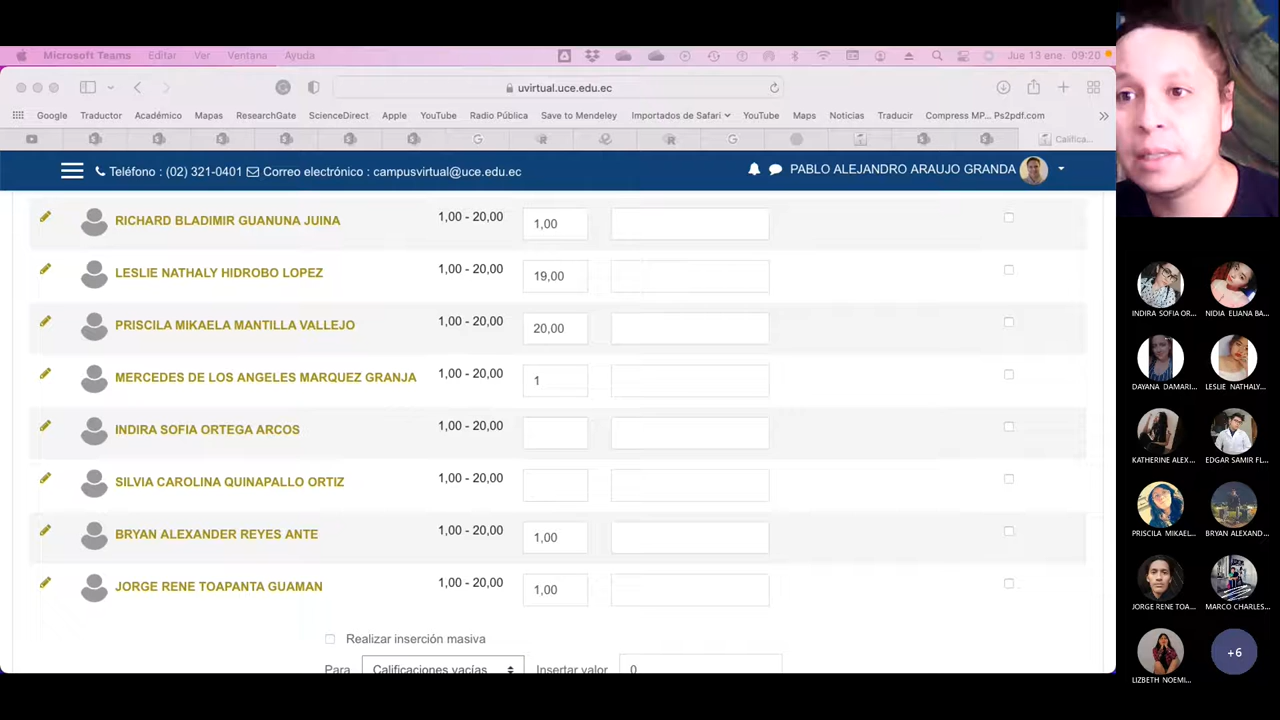 Microsoft Teams Editar Ver Ventana Ayuda Jue 13 ene. 09:20
uvirtual.uce.edu.ec
Google Traductor Académico Mapas ResearchGate ScienceDirect Apple YouTube Radio Pública Save to Mendeley Importados de Safari YouTube Maps Noticias Traducir Compress MP... Ps2pdf.com
Califica...
Teléfono : (02) 321-0401 Correo electrónico : campusvirtual@uce.edu.ec PABLO ALEJANDRO ARAUJO GRANDA
RICHARD BLADIMIR GUANUNA JUINA 1,00 - 20,00 1,00
LESLIE NATHALY HIDROBO LOPEZ 1,00 - 20,00 19,00
PRISCILA MIKAELA MANTILLA VALLEJO 1,00 - 20,00 20,00
MERCEDES DE LOS ANGELES MARQUEZ GRANJA 1,00 - 20,00 1
INDIRA SOFIA ORTEGA ARCOS 1,00 - 20,00
SILVIA CAROLINA QUINAPALLO ORTIZ 1,00 - 20,00
BRYAN ALEXANDER REYES ANTE 1,00 - 20,00 1,00
JORGE RENE TOAPANTA GUAMAN 1,00 - 20,00 1,00
Realizar inserción masiva
Para Calificaciones vacías Insertar valor 0
INDIRA SOFIA OR... NIDIA ELIANA BA...
DAYANA DAMARI... LESLIE NATHALY...
KATHERINE ALEX... EDGAR SAMIR FL...
PRISCILA MIKAEL... BRYAN ALEXAND...
JORGE RENE TOA... MARCO CHARLES...
LIZBETH NOEMI... +6